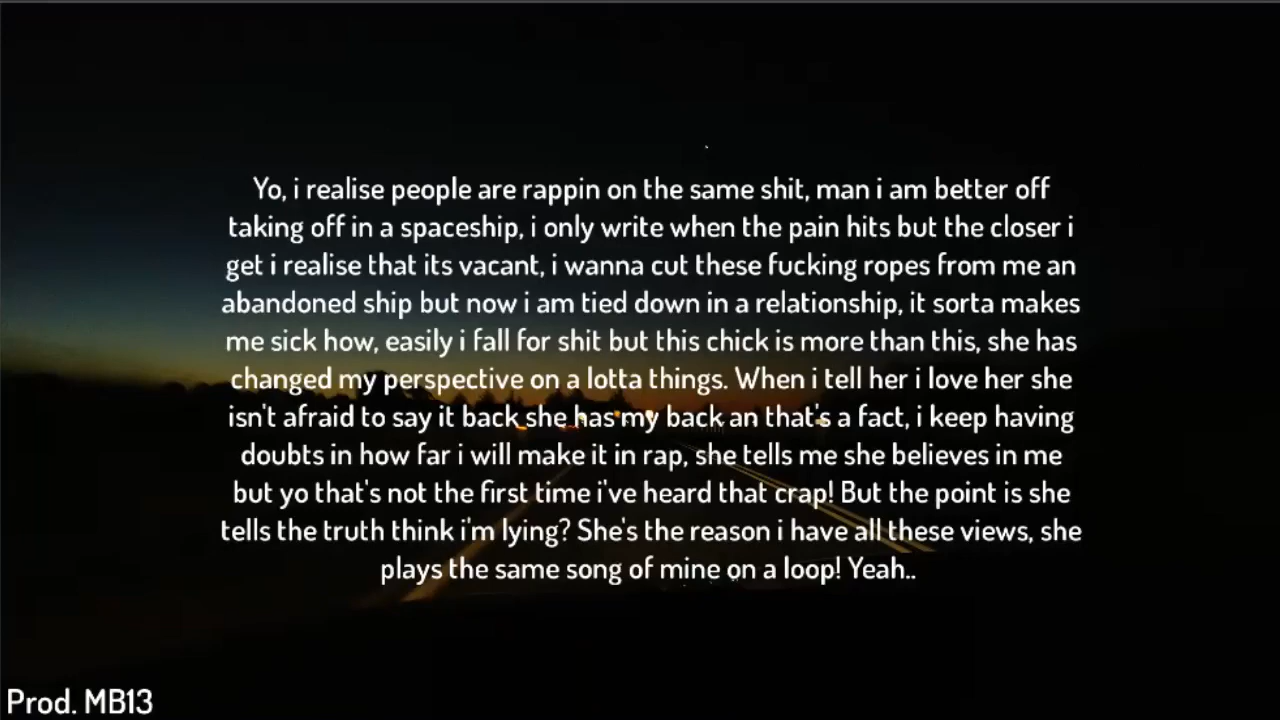 Yo, i realise people are rappin on the same shit, man i am better off
taking off in a spaceship, i only write when the pain hits but the closer i
get i realise that its vacant, i wanna cut these fucking ropes from me an
abandoned ship but now i am tied down in a relationship, it sorta makes
me sick how, easily i fall for shit but this chick is more than this, she has
changed my perspective on a lotta things. When i tell her i love her she
isn't afraid to say it back she has my back an that's a fact, i keep having
doubts in how far i will make it in rap, she tells me she believes in me
but yo that's not the first time i've heard that crap! But the point is she
tells the truth think i'm lying? She's the reason i have all these views, she
plays the same song of mine on a loop! Yeah..
Prod. MB13